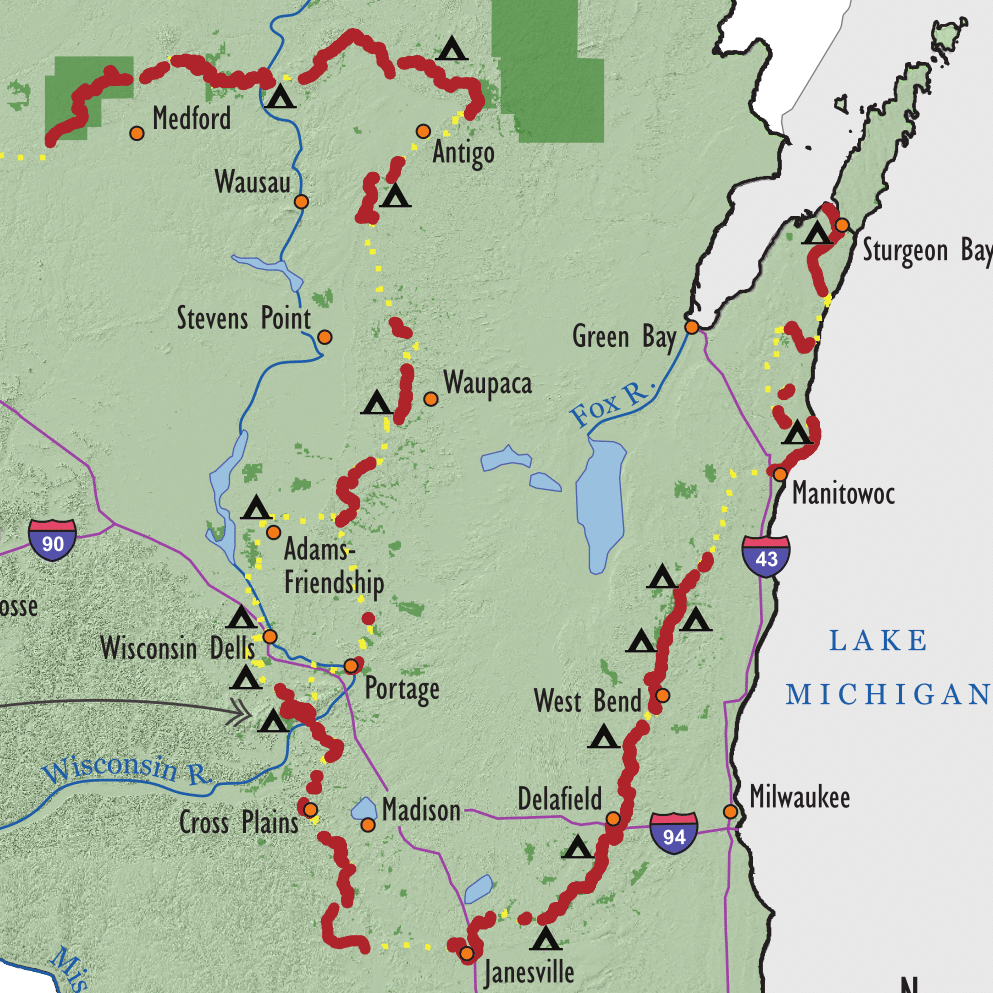 Medford
Antigo
Wausau
Sturgeon Bay
Stevens Point
Green Bay
Waupaca
Fox R.
Manitowoc
90
Adams-
Friendship
43
osse
Wisconsin Dells
LAKE
MICHIGAN
Portage
West Bend
Wisconsin R.
Delafield
Milwaukee
Madison
Cross Plains
94
Mis
Janesville
N